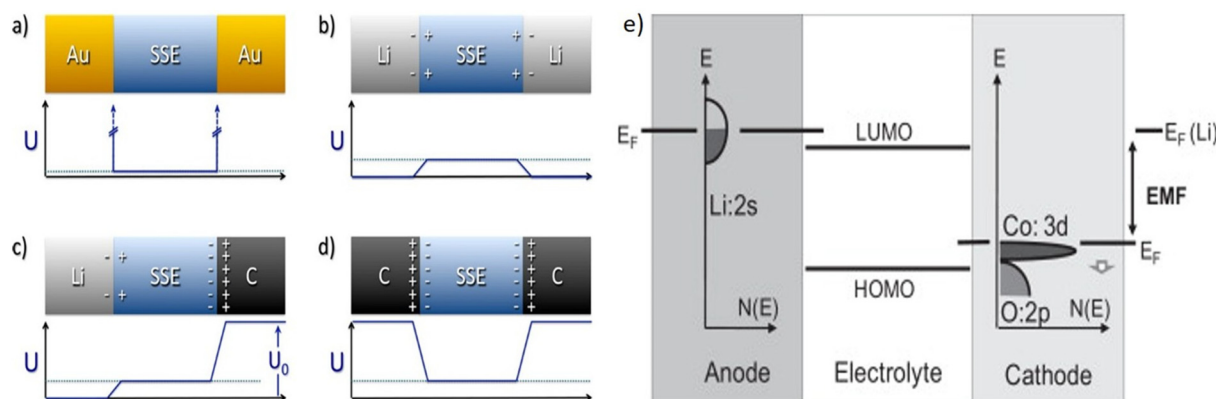 a)
Au SSE Au
U
b)
Li - + SSE + - Li
- + + -
U
c)
Li SSE C
U
U0
d)
C SSE C
U
e)
E
E
EF
LUMO
EF (Li)
Li:2s
EMF
Co: 3d
EF
HOMO
O:2p
N(E)
N(E)
Anode
Electrolyte
Cathode